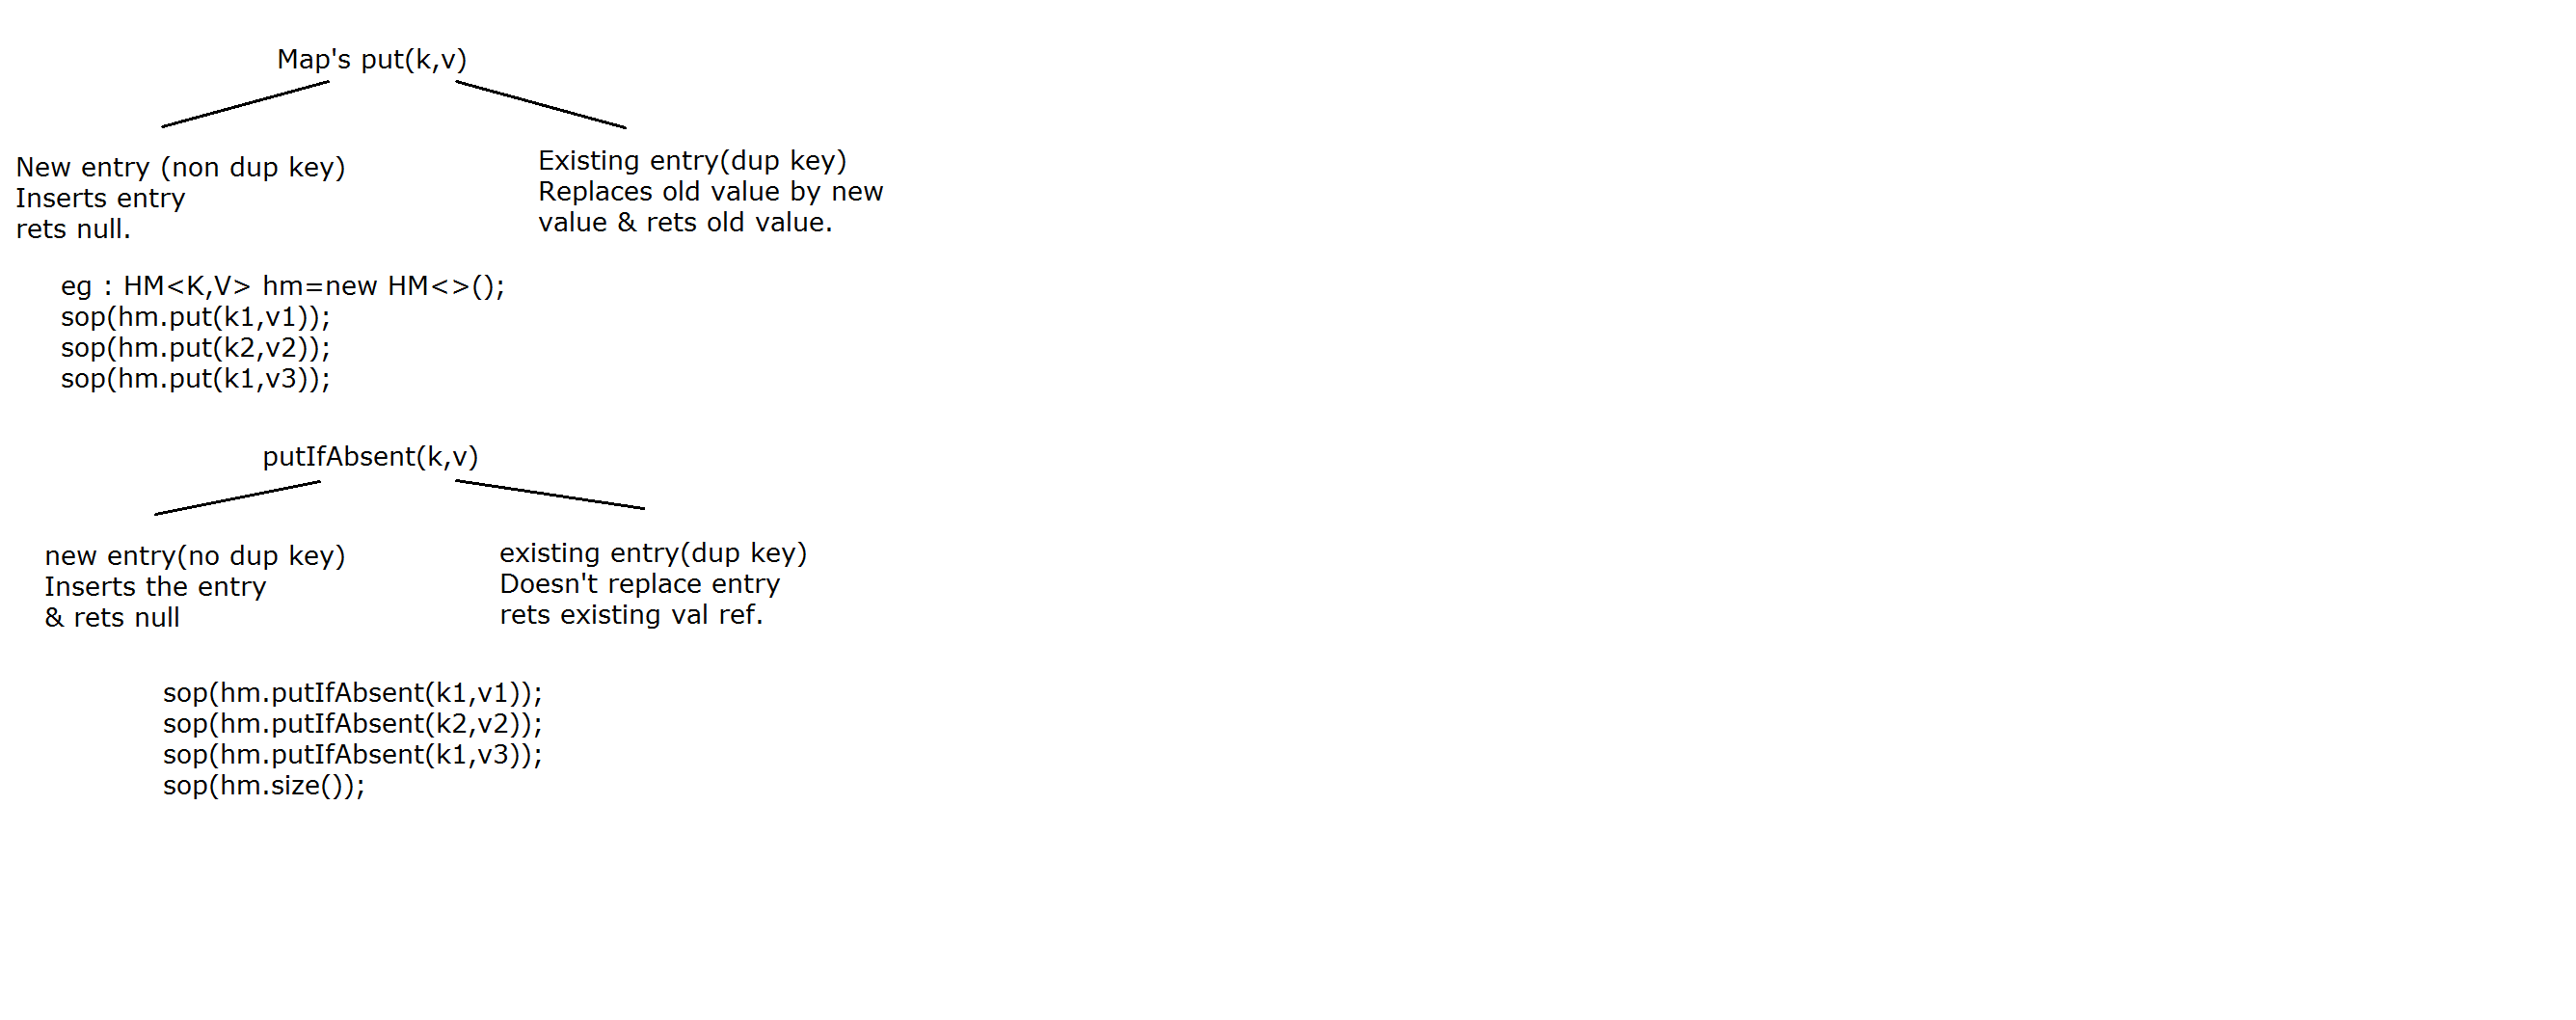 Map's put(k,v)
New entry (non dup key)
Inserts entry
rets null.
Existing entry(dup key)
Replaces old value by new
value & rets old value.
eg : HM<K,V> hm=new HM<>();
sop(hm.put(k1,v1));
sop(hm.put(k2,v2));
sop(hm.put(k1,v3));
putIfAbsent(k,v)
new entry(no dup key)
Inserts the entry
& rets null
existing entry(dup key)
Doesn't replace entry
rets existing val ref.
sop(hm.putIfAbsent(k1,v1));
sop(hm.putIfAbsent(k2,v2));
sop(hm.putIfAbsent(k1,v3));
sop(hm.size());